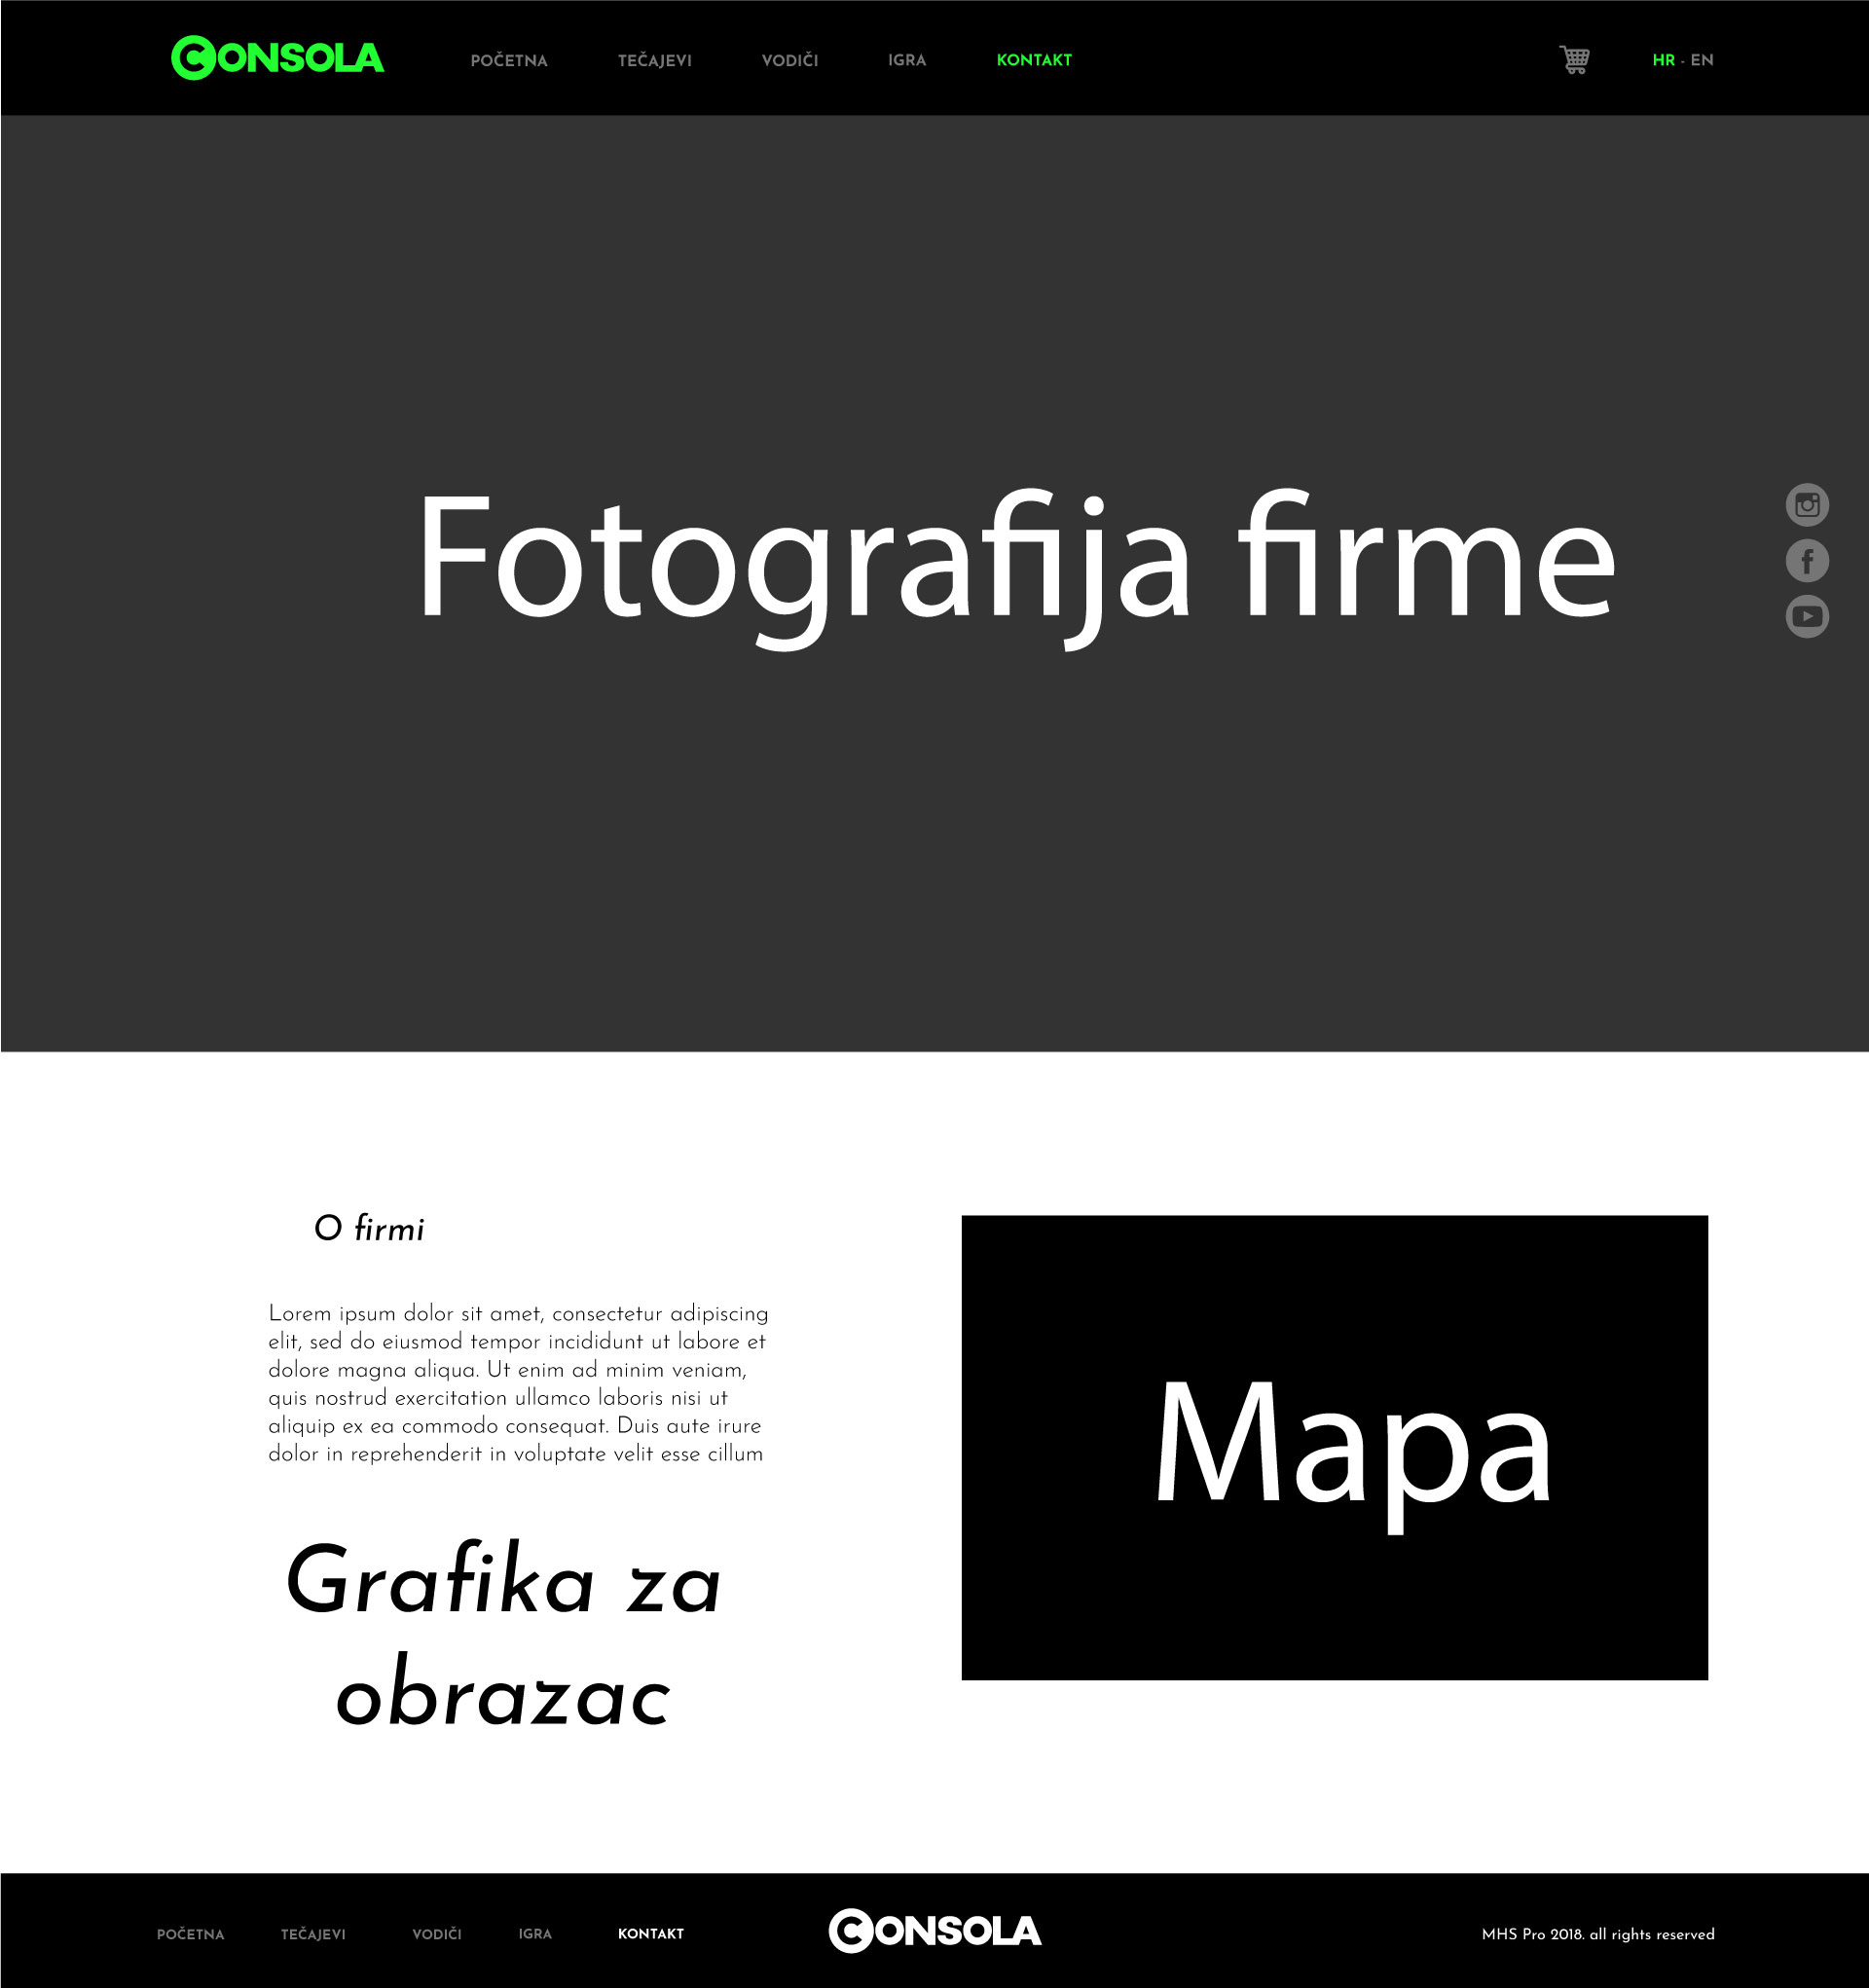 CONSOLA
POČETNA TEČAJEVI VODIČI IGRA KONTAKT
HR - EN
Fotografija firme
O firmi
Lorem ipsum dolor sit amet, consectetur adipiscing
elit, sed do eiusmod tempor incididunt ut labore et
dolore magna aliqua. Ut enim ad minim veniam,
quis nostrud exercitation ullamco laboris nisi ut
aliquip ex ea commodo consequat. Duis aute irure
dolor in reprehenderit in voluptate velit esse cillum
Grafika za
obrazac
Mapa
POČETNA TEČAJEVI VODIČI IGRA KONTAKT
CONSOLA
MHS Pro 2018. all rights reserved